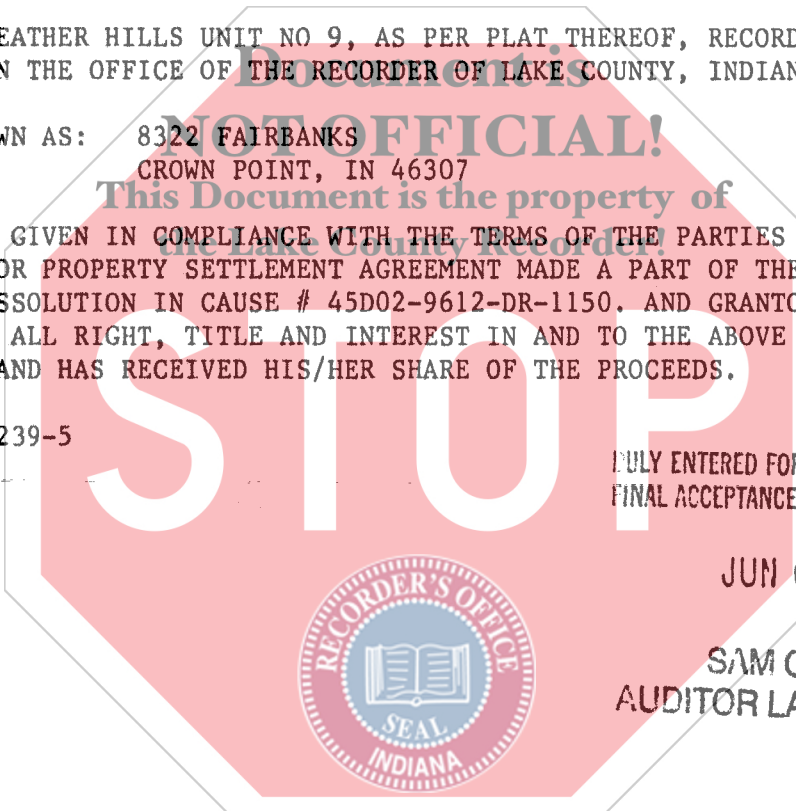 EATHER HILLS UNIT NO 9, AS PER PLAT THEREOF, RECORD
N THE OFFICE OF THE RECORDER OF LAKE COUNTY, INDIAN
Document is
WN AS: 8322 FAIRBANKS
NOT OFFICIAL!
CROWN POINT, IN 46307
This Document is the property of
the Lake County Recorder!
GIVEN IN COMPLIANCE WITH THE TERMS OF THE PARTIES
OR PROPERTY SETTLEMENT AGREEMENT MADE A PART OF THE
SSOLUTION IN CAUSE # 45D02-9612-DR-1150. AND GRANTO
ALL RIGHT, TITLE AND INTEREST IN AND TO THE ABOVE
AND HAS RECEIVED HIS/HER SHARE OF THE PROCEEDS.
STOP
239-5
DULY ENTERED FOR
FINAL ACCEPTANCE
JUN
SAM
AUDITOR LA
RECORDER'S OFFICE
SEAL
INDIANA